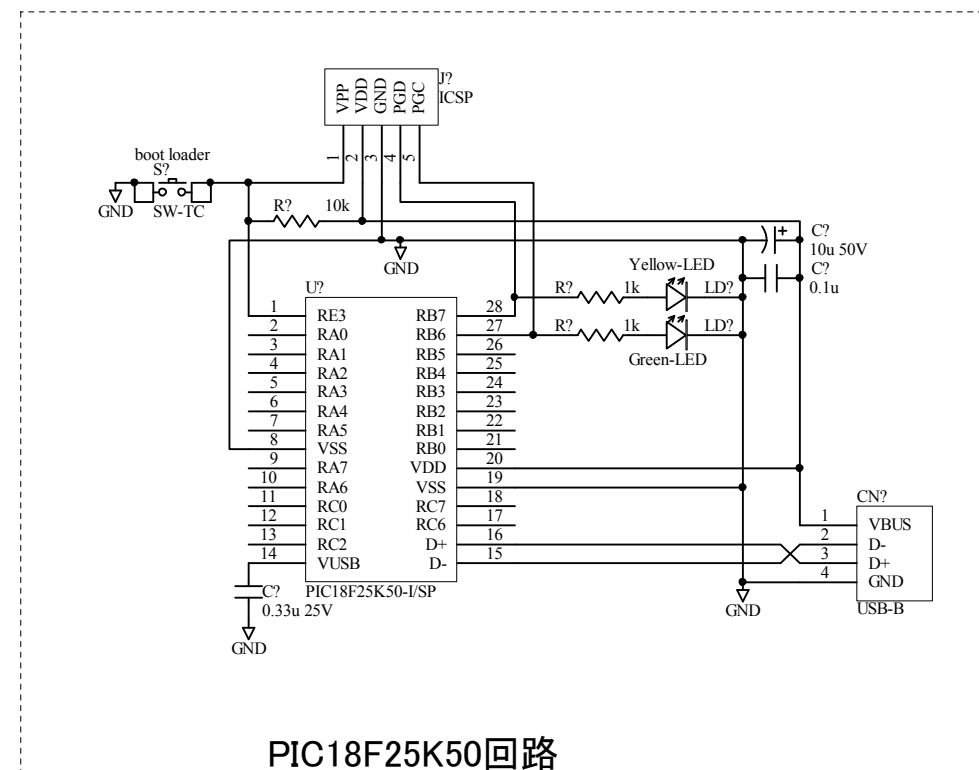 J?
ICSP
VPP
VDD
GND
PGD
PGC
1
2
3
4
5
boot loader
S?
GND
SW-TC
R?
10k
GND
C?
10u 50V
C?
0.1u
Yellow-LED
R?
1k
LD?
R?
1k
LD?
Green-LED
U?
1 RE3 RB7 28
2 RA0 RB6 27
3 RA1 RB5 26
4 RA2 RB4 25
5 RA3 RB3 24
6 RA4 RB2 23
7 RA5 RB1 22
8 VSS RB0 21
9 RA7 VDD 20
10 RA6 VSS 19
11 RC0 RC7 18
12 RC1 RC6 17
13 RC2 D+ 16
14 VUSB D- 15
PIC18F25K50-I/SP
C?
0.33u 25V
GND
CN?
1 VBUS
2 D-
3 D+
4 GND
USB-B
GND
PIC18F25K50回路